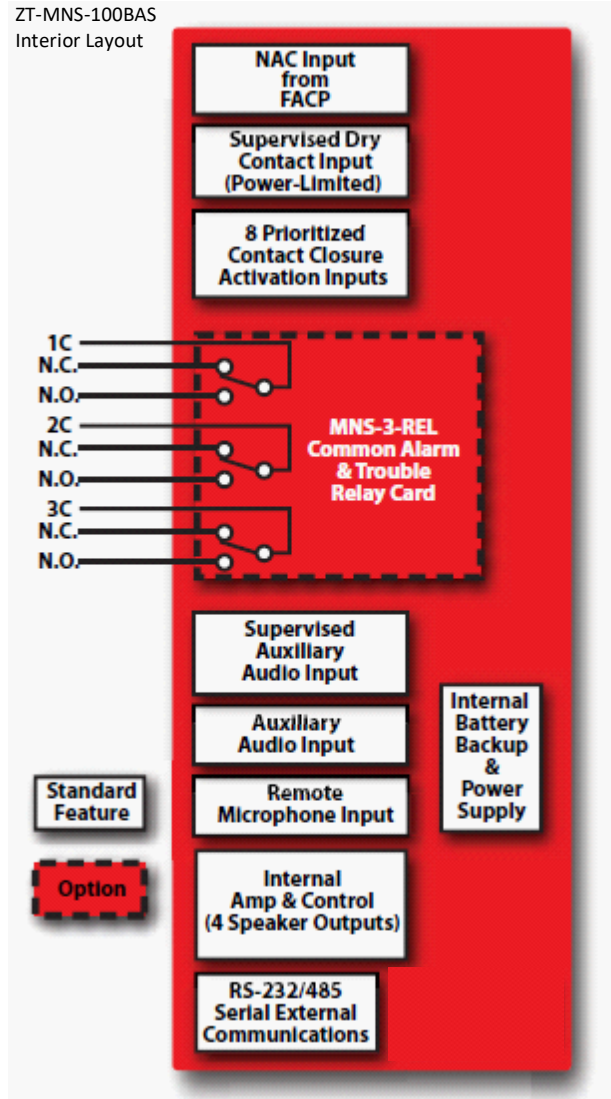 ZT-MNS-100BAS
Interior Layout
NAC Input
from
FACP
Supervised Dry
Contact Input
(Power-Limited)
8 Prioritized
Contact Closure
Activation Inputs
1C
N.C.
N.O.
2C
N.C.
N.O.
3C
N.C.
N.O.
MNS-3-REL
Common Alarm
& Trouble
Relay Card
Supervised
Auxiliary
Audio Input
Auxiliary
Audio Input
Remote
Microphone Input
Internal
Battery
Backup
&
Power
Supply
Standard
Feature
Option
Internal
Amp & Control
(4 Speaker Outputs)
RS-232/485
Serial External
Communications